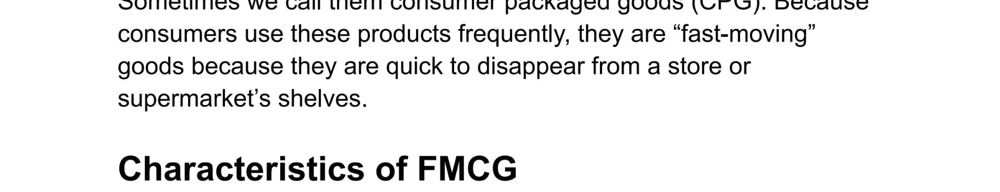 Sometimes we call them consumer packaged goods (CPG). Because
consumers use these products frequently, they are “fast-moving”
goods because they are quick to disappear from a store or
supermarket’s shelves.
Characteristics of FMCG